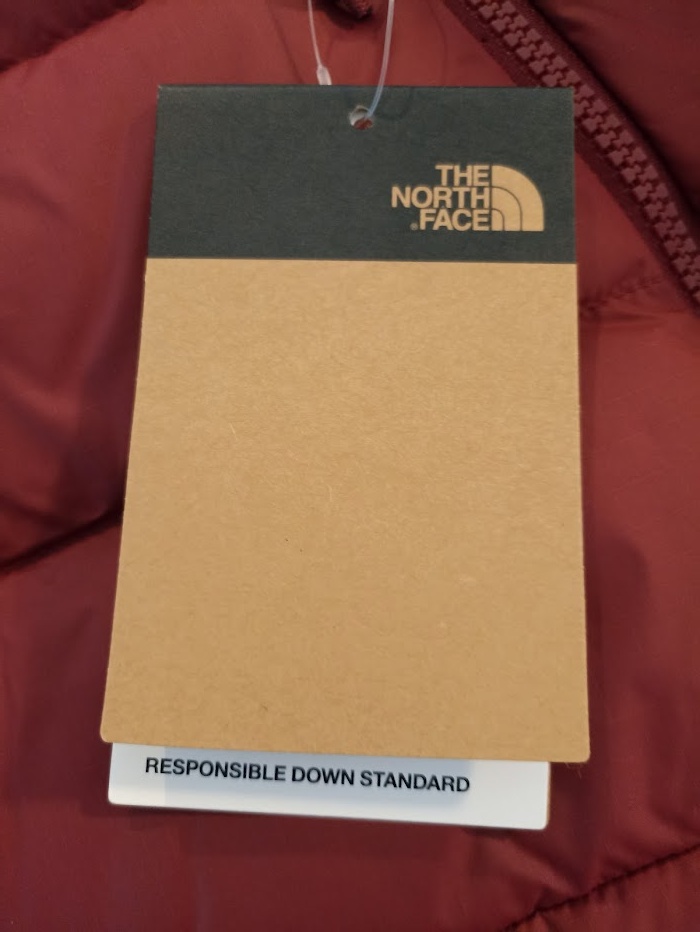 THE
NORTH
FACE
RESPONSIBLE DOWN STANDARD